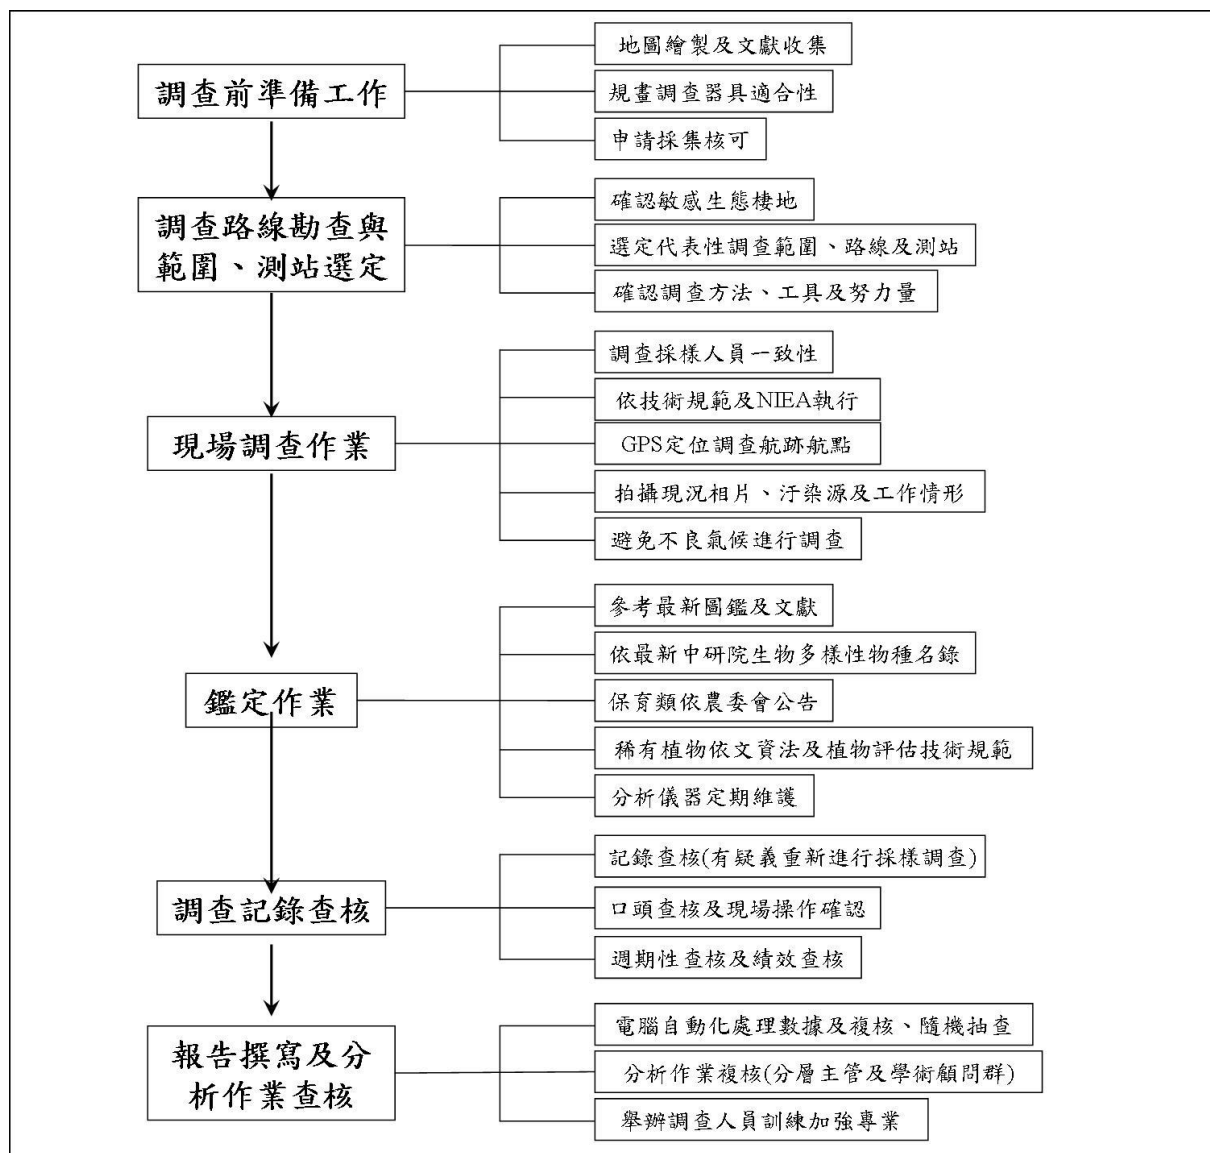 調查前準備工作
地圖繪製及文獻收集
規畫調查器具適合性
申請採集核可
調查路線勘查與
範圍、測站選定
確認敏感生態棲地
選定代表性調查範圍、路線及測站
確認調查方法、工具及努力量
現場調查作業
調查採樣人員一致性
依技術規範及NIEA執行
GPS定位調查航跡航點
拍攝現況相片、汙染源及工作情形
避免不良氣候進行調查
鑑定作業
參考最新圖鑑及文獻
依最新中研院生物多樣性物種名錄
保育類依農委會公告
稀有植物依文資法及植物評估技術規範
分析儀器定期維護
調查記錄查核
記錄查核(有疑義重新進行採樣調查)
口頭查核及現場操作確認
週期性查核及績效查核
報告撰寫及分
析作業查核
電腦自動化處理數據及複核、隨機抽查
分析作業複核(分層主管及學術顧問群)
舉辦調查人員訓練加強專業